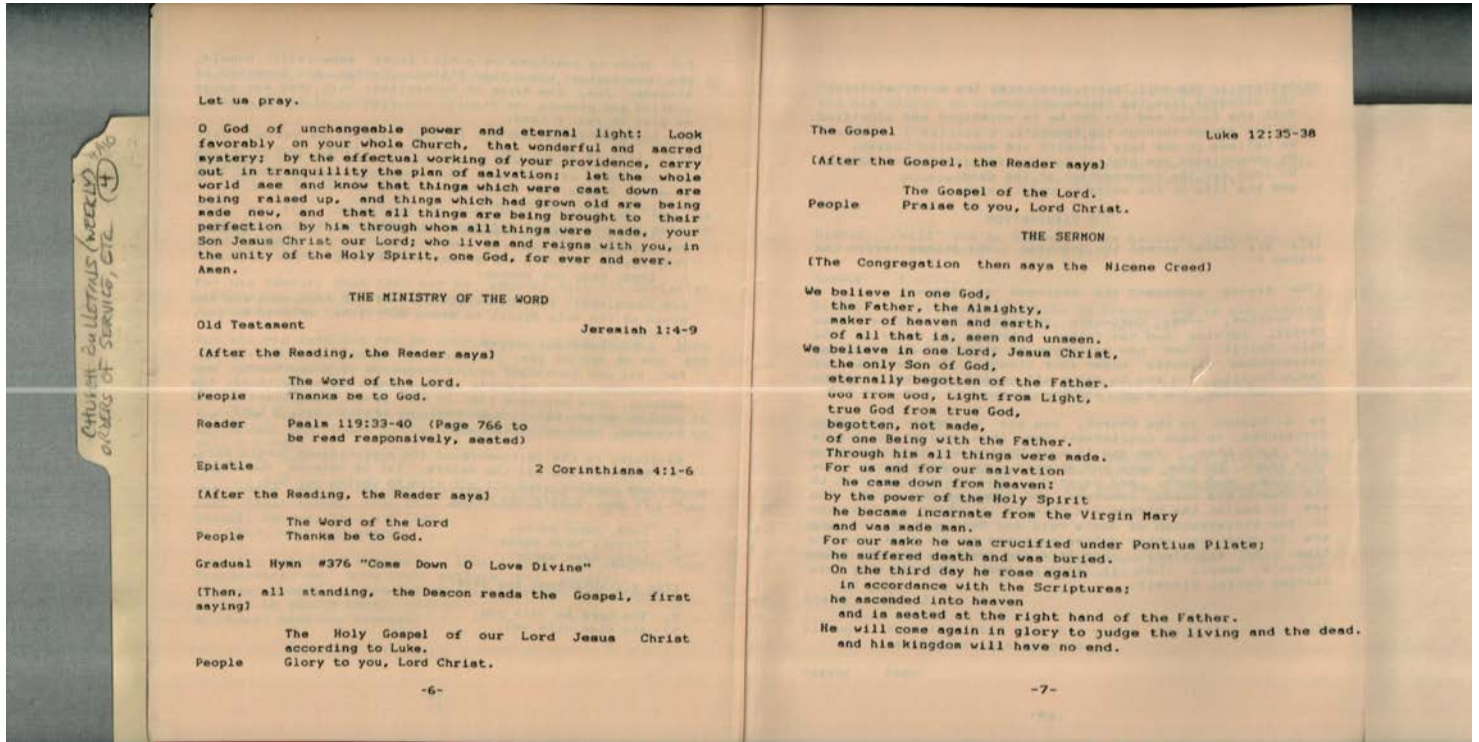 CHURCH BULLETINS (WEEKLY)
ORDERS OF SERVICE, ETC (4)
Let us pray.
O God of unchangeable power and eternal light: Look
favorably on your whole Church, that wonderful and sacred
mystery; by the effectual working of your providence, carry
out in tranquillity the plan of salvation; let the whole
world see and know that things which were cast down are
being raised up, and things which had grown old are being
made new, and that all things are being brought to their
perfection by him through whom all things were made, your
Son Jesus Christ our Lord; who lives and reigns with you, in
the unity of the Holy Spirit, one God, for ever and ever.
Amen.
THE MINISTRY OF THE WORD
Old Testament Jeremiah 1:4-9
[After the Reading, the Reader says]
The Word of the Lord.
People Thanks be to God.
Reader Psalm 119:33-40 (Page 766 to
be read responsively, seated)
Epistle 2 Corinthians 4:1-6
[After the Reading, the Reader says]
The Word of the Lord
People Thanks be to God.
Gradual Hymn #376 "Come Down O Love Divine"
[Then, all standing, the Deacon reads the Gospel, first
saying]
The Holy Gospel of our Lord Jesus Christ
according to Luke.
People Glory to you, Lord Christ.
-6-
The Gospel Luke 12:35-38
[After the Gospel, the Reader says]
The Gospel of the Lord.
People Praise to you, Lord Christ.
THE SERMON
[The Congregation then says the Nicene Creed]
We believe in one God,
the Father, the Almighty,
maker of heaven and earth,
of all that is, seen and unseen.
We believe in one Lord, Jesus Christ,
the only Son of God,
eternally begotten of the Father.
God from God, Light from Light,
true God from true God,
begotten, not made,
of one Being with the Father.
Through him all things were made.
For us and for our salvation
he came down from heaven:
by the power of the Holy Spirit
he became incarnate from the Virgin Mary
and was made man.
For our sake he was crucified under Pontius Pilate;
he suffered death and was buried.
On the third day he rose again
in accordance with the Scriptures;
he ascended into heaven
and is seated at the right hand of the Father.
He will come again in glory to judge the living and the dead.
and his kingdom will have no end.
-7-